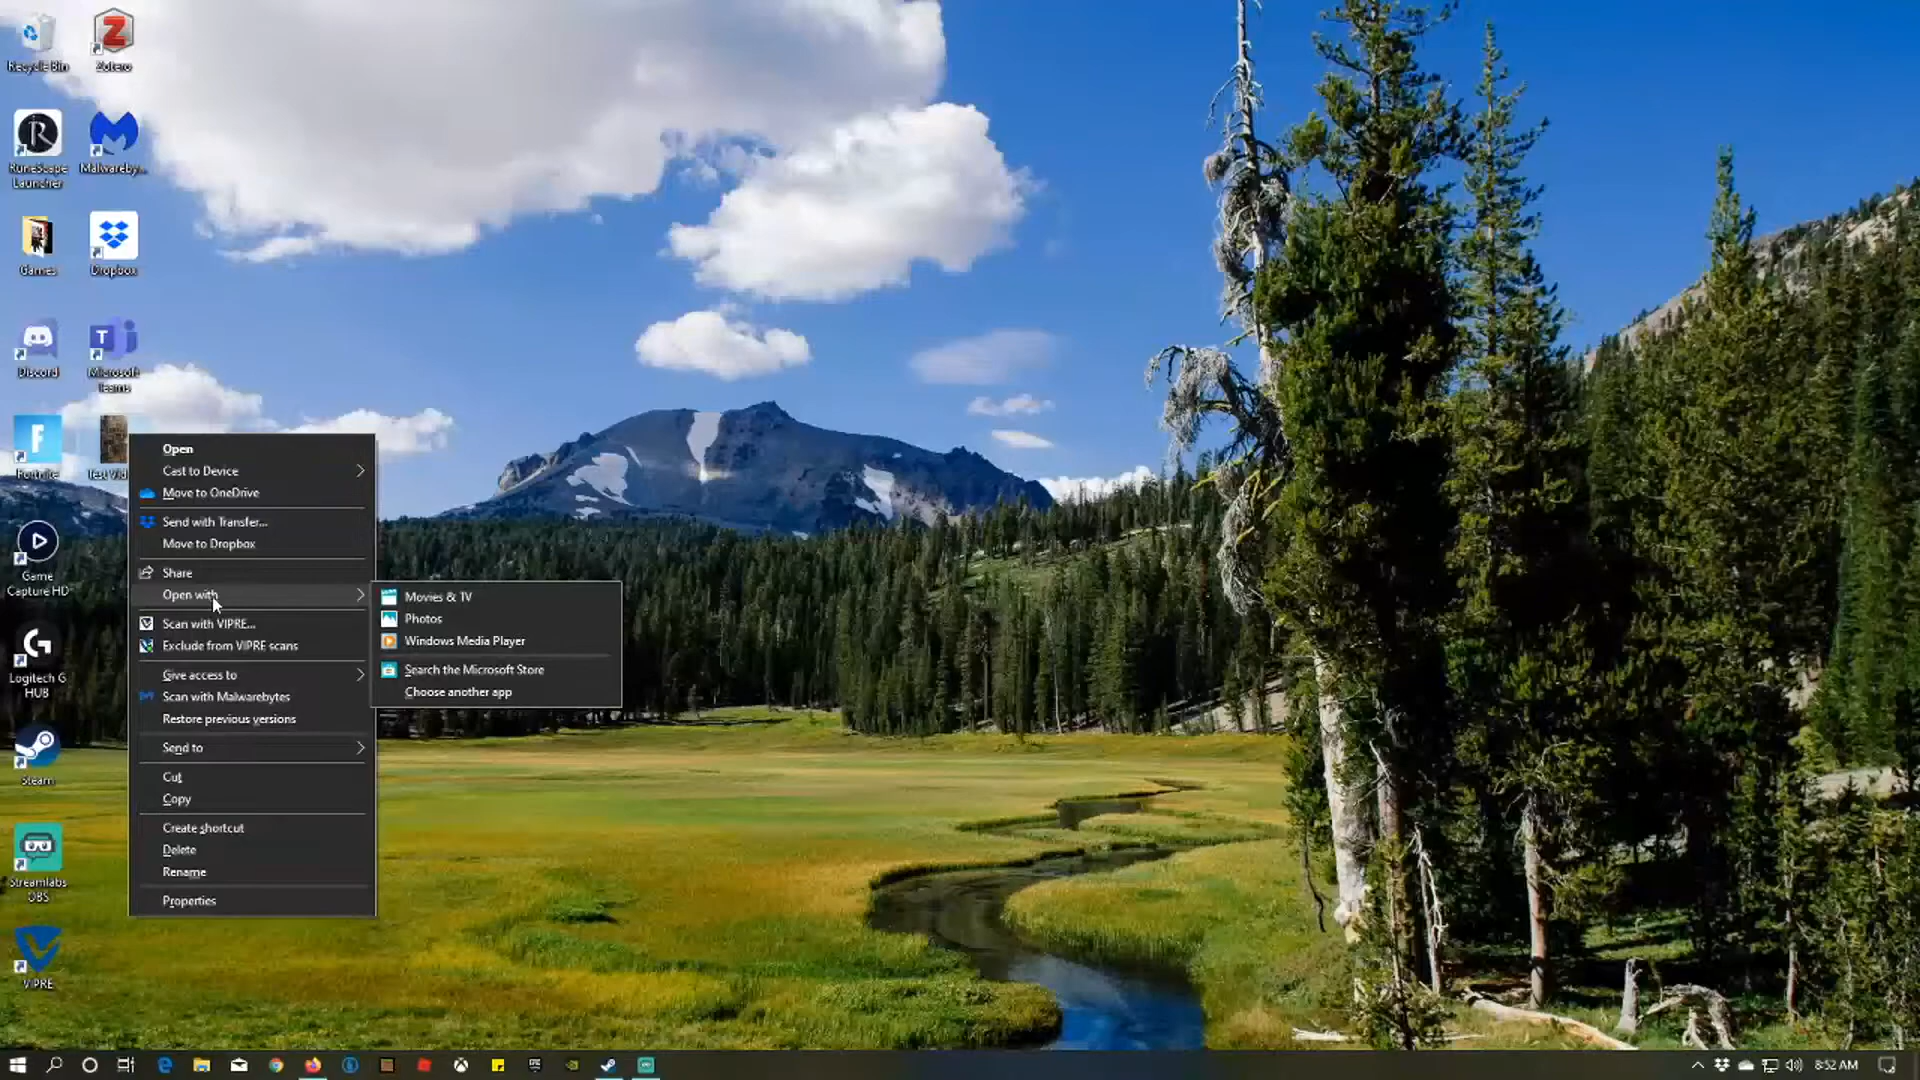 Recycle Bin
Zotero
RuneScape
Launcher
Malwareby...
Games
Dropbox
Discord
Microsoft
Teams
Fortnite
Test Vid
Game
Capture HD
Logitech G
HUB
Steam
Streamlabs
OBS
VIPRE
Open
Cast to Device
Move to OneDrive
Send with Transfer...
Move to Dropbox
Share
Open with
Scan with VIPRE...
Exclude from VIPRE scans
Give access to
Scan with Malwarebytes
Restore previous versions
Send to
Cut
Copy
Create shortcut
Delete
Rename
Properties
Movies & TV
Photos
Windows Media Player
Search the Microsoft Store
Choose another app
8:52 AM